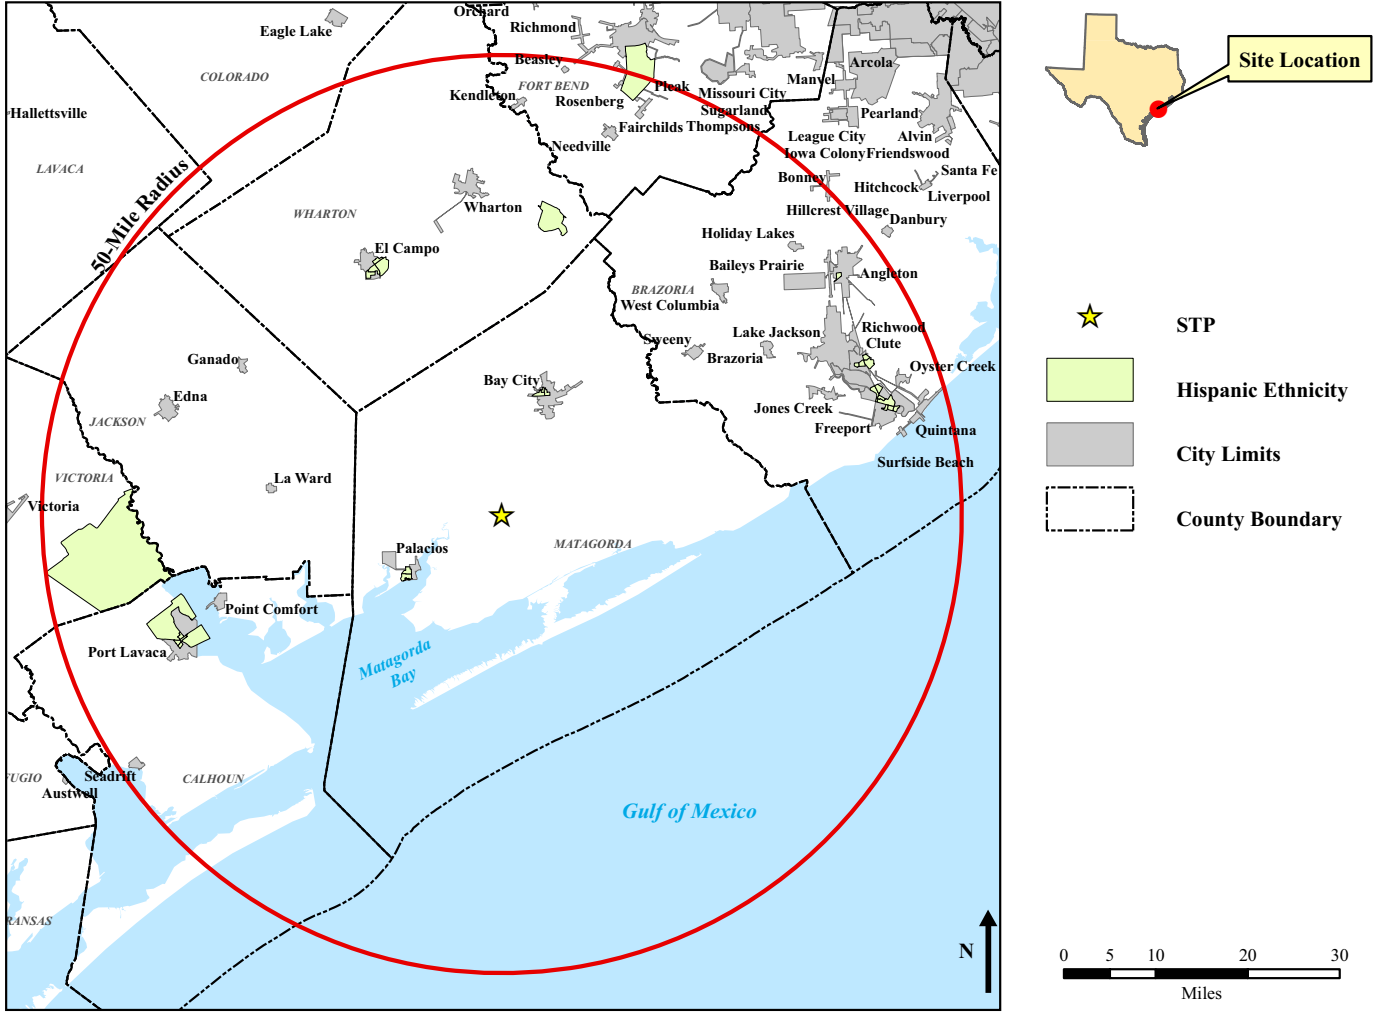 Orchard
Eagle Lake
Richmond
COLORADO
Beasley
Arcola
Manvel
Kendleton
FORT BEND
Pleak
Missouri City
Rosenberg
Sugarland
Hallettsville
Pearland
Fairchilds
Thompsons
League City
Alvin
Needville
Iowa Colony
Friendswood
LAVACA
Santa Fe
Bonney
Hitchcock
Liverpool
50-Mile Radius
WHARTON
Wharton
Hillcrest Village
Danbury
Holiday Lakes
El Campo
Baileys Prairie
Angleton
BRAZORIA
West Columbia
Lake Jackson
Richwood
Sweeny
Clute
Ganado
Brazoria
Oyster Creek
Bay City
Edna
Jones Creek
JACKSON
Freeport
Quintana
Surfside Beach
VICTORIA
La Ward
Victoria
Palacios
MATAGORDA
Point Comfort
Port Lavaca
Matagorda
Bay
Seadrift
FUGIO
CALHOUN
Austwell
Gulf of Mexico
RANSAS
N
Site Location
STP
Hispanic Ethnicity
City Limits
County Boundary
0 5 10 20 30
Miles